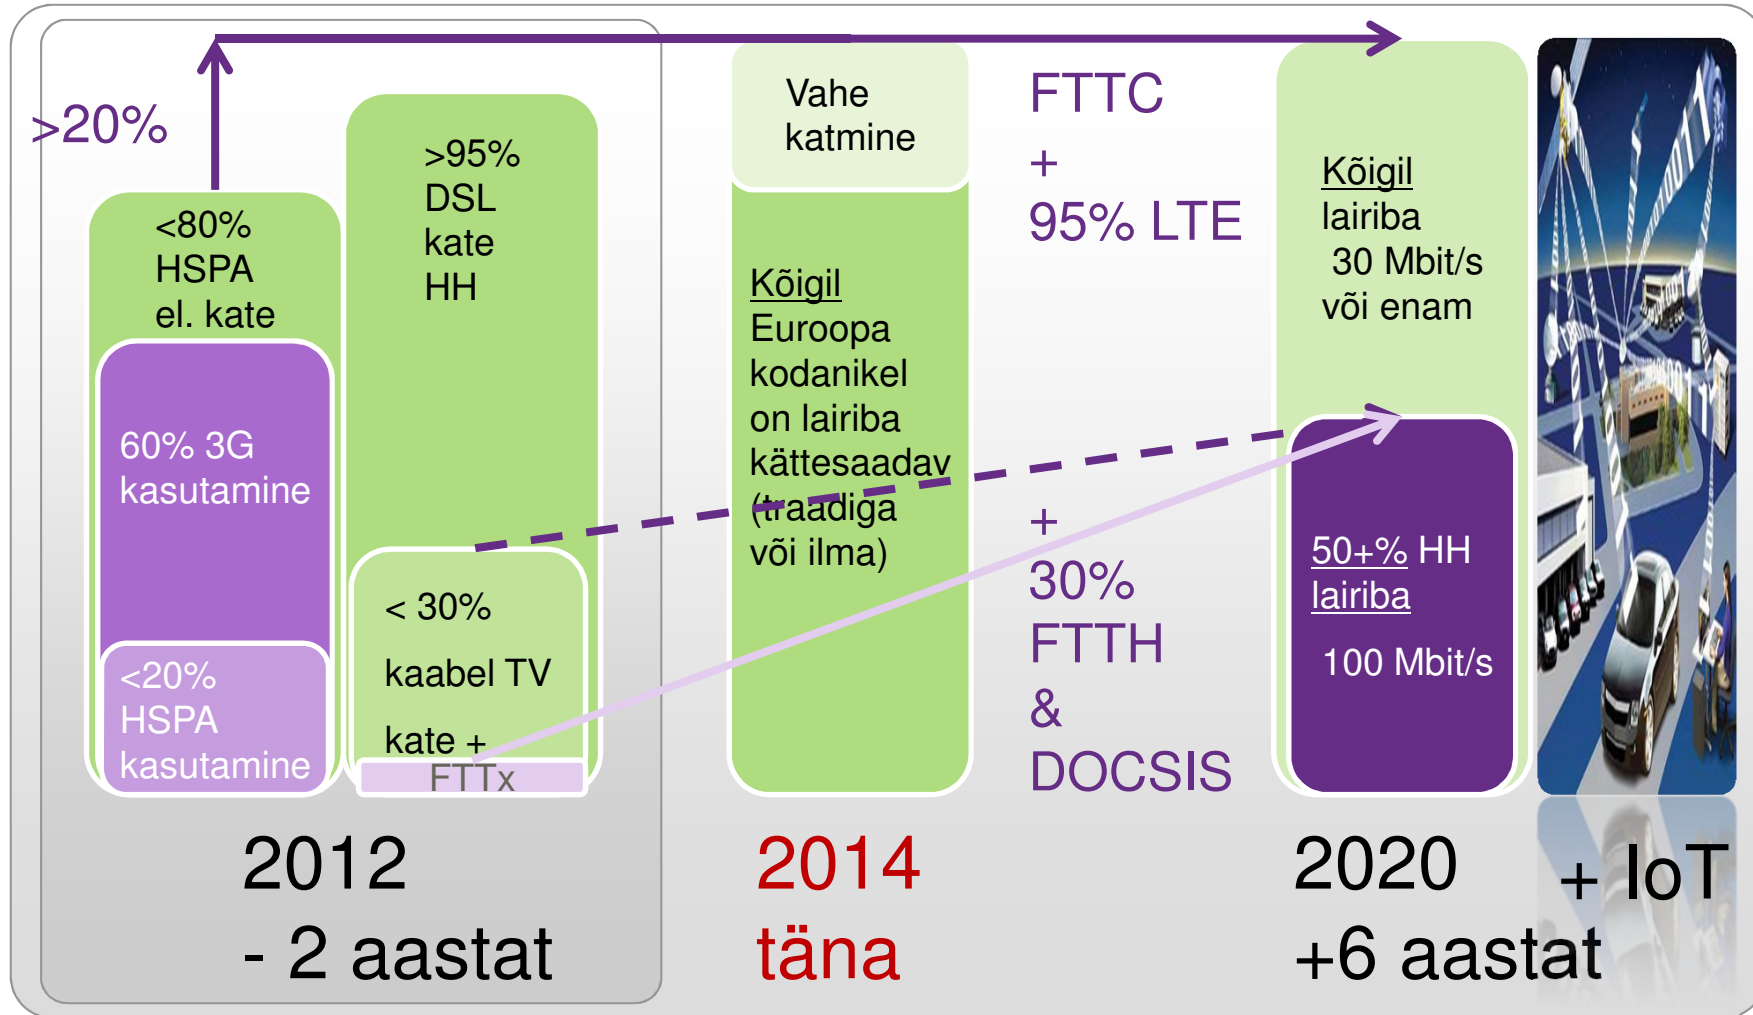 >20%
<80%
HSPA
el. kate
60% 3G
kasutamine
<20%
HSPA
kasutamine
>95%
DSL
kate
HH
< 30%
kaabel TV
kate +
FTTx
2012
- 2 aastat
Vahe
katmine
Kõigil
Euroopa
kodanikel
on lairiba
kättesaadav
(traadiga
või ilma)
2014
täna
FTTC
+
95% LTE
+
30%
FTTH
&
DOCSIS
Kõigil
lairiba
30 Mbit/s
või enam
50+% HH
lairiba
100 Mbit/s
2020
+6 aastat
+ IoT